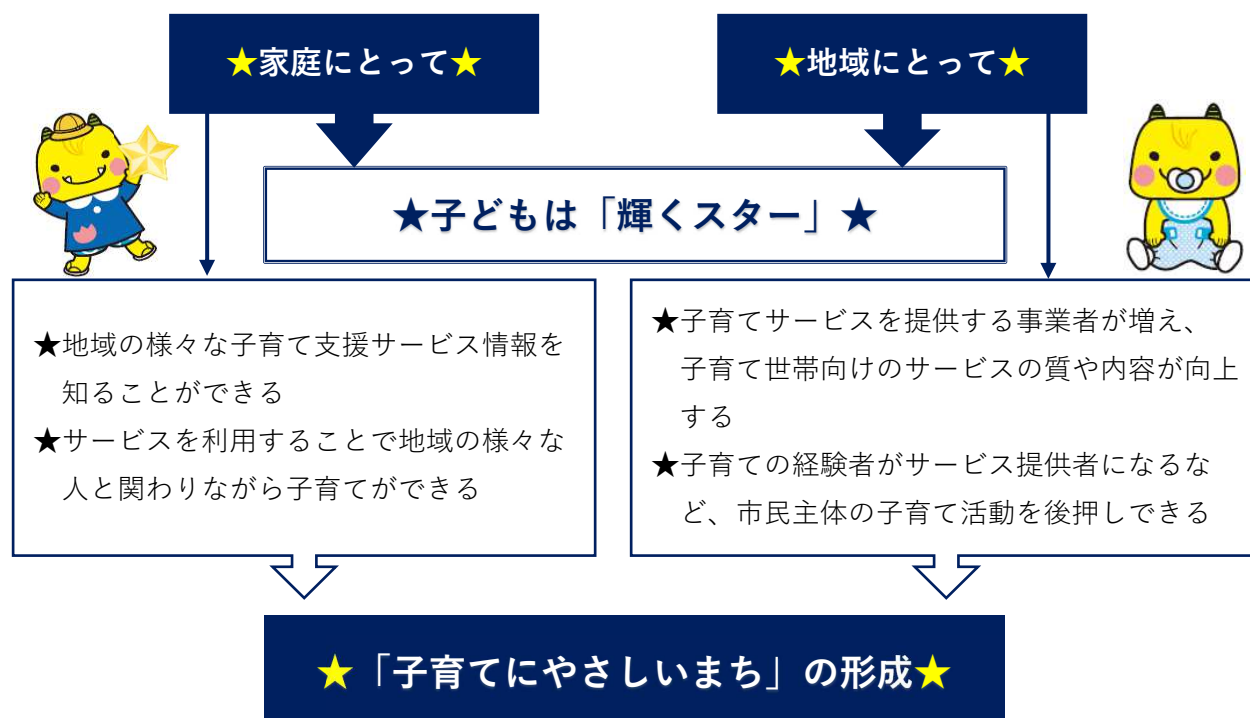 ★家庭にとって★
★地域にとって★
★子どもは「輝くスター」★
★地域の様々な子育て支援サービス情報を
知ることができる
★サービスを利用することで地域の様々な
人と関わりながら子育てができる
★子育てサービスを提供する事業者が増え、
子育て世帯向けのサービスの質や内容が向上
する
★子育ての経験者がサービス提供者になるな
ど、市民主体の子育て活動を後押しできる
★「子育てにやさしいまち」の形成★